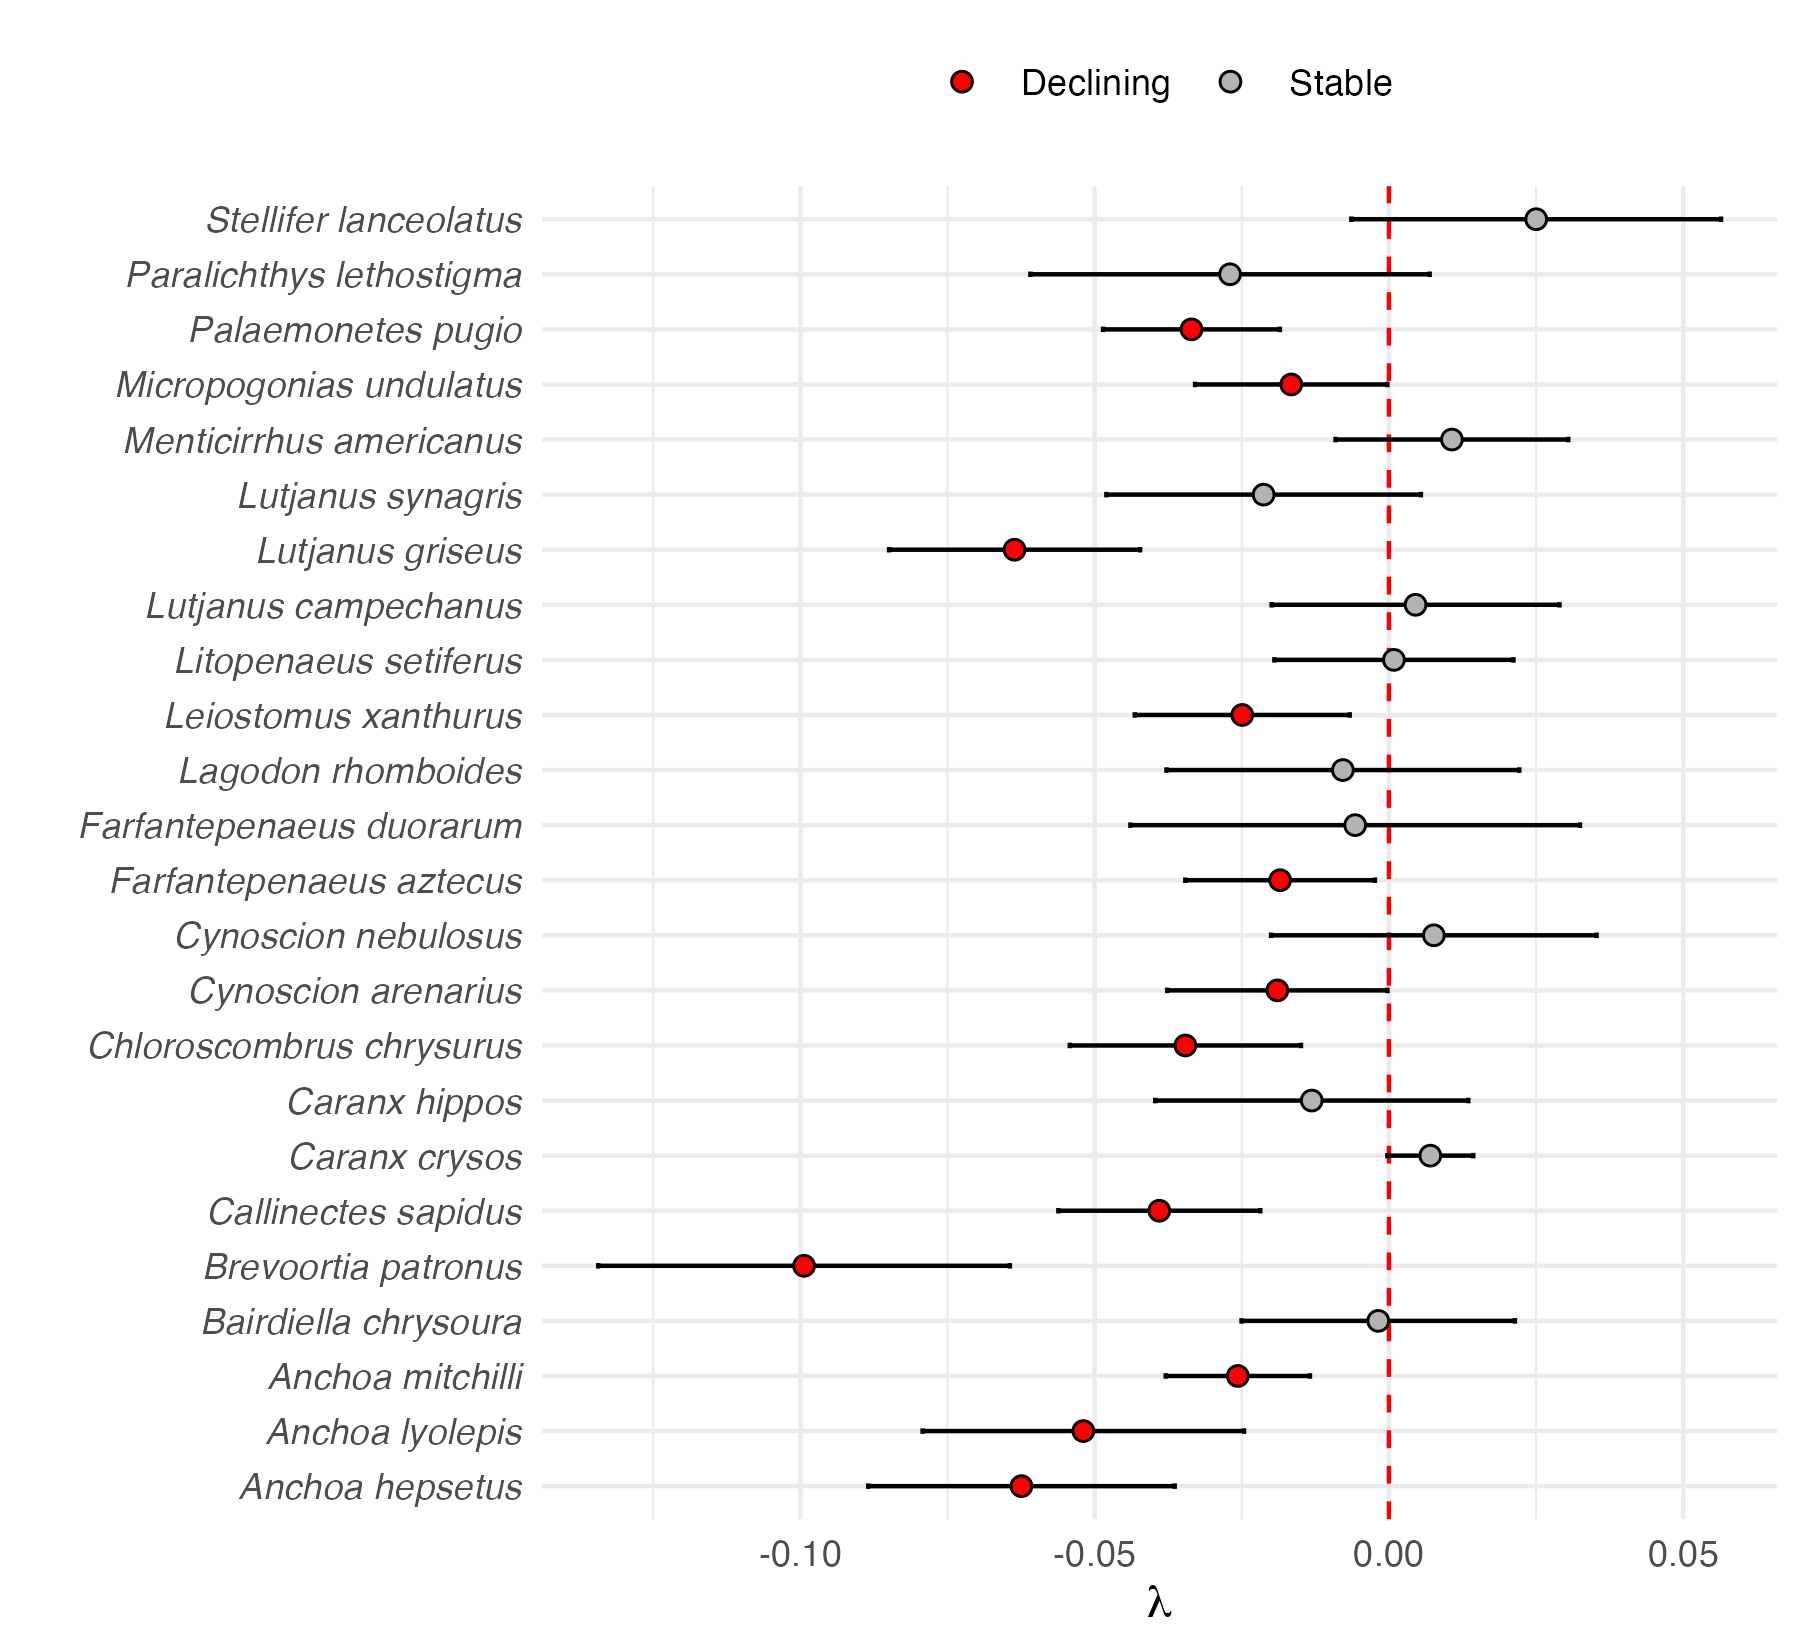 Declining Stable
Stellifer lanceolatus
Paralichthys lethostigma
Palaemonetes pugio
Micropogonias undulatus
Menticirrhus americanus
Lutjanus synagris
Lutjanus griseus
Lutjanus campechanus
Litopenaeus setiferus
Leiostomus xanthurus
Lagodon rhomboides
Farfantepenaeus duorarum
Farfantepenaeus aztecus
Cynoscion nebulosus
Cynoscion arenarius
Chloroscombrus chrysurus
Caranx hippos
Caranx crysos
Callinectes sapidus
Brevoortia patronus
Bairdiella chrysoura
Anchoa mitchilli
Anchoa lyolepis
Anchoa hepsetus
-0.10 -0.05 0.00 0.05
λ